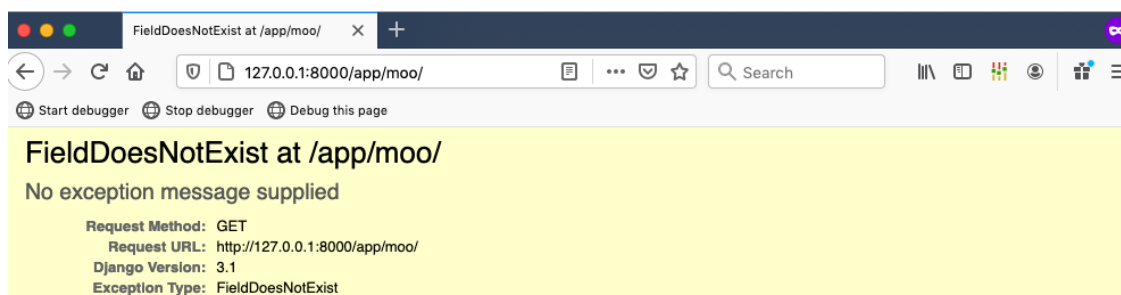 FieldDoesNotExist at /app/moo/
127.0.0.1:8000/app/moo/
Search
Start debugger Stop debugger Debug this page
FieldDoesNotExist at /app/moo/
No exception message supplied
Request Method: GET
Request URL: http://127.0.0.1:8000/app/moo/
Django Version: 3.1
Exception Type: FieldDoesNotExist